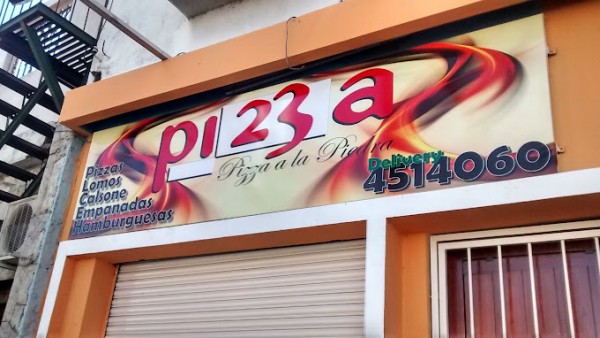 pi23a
Pizza a la Piedra
Pizzas
Lomos
Calsone
Empanadas
Hamburguesas
Delivery:
4514060